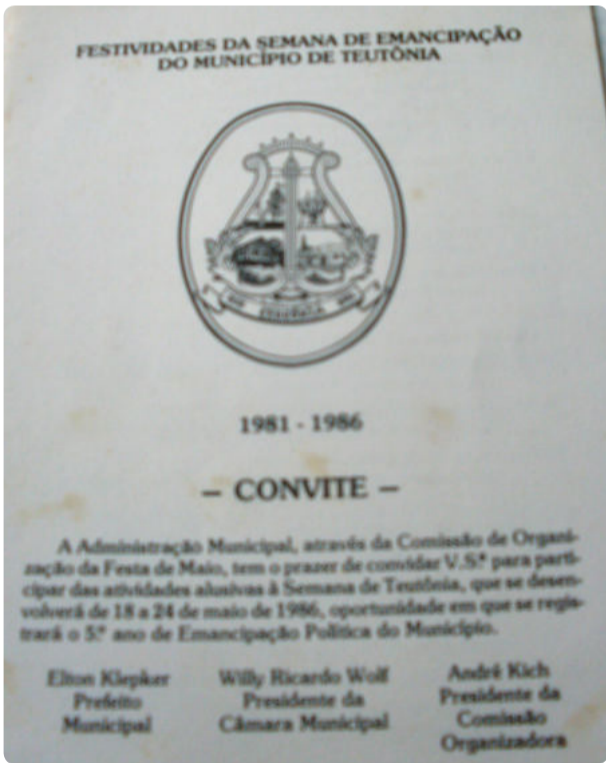 FESTIVIDADES DA SEMANA DE EMANCIPAÇÃO
DO MUNICÍPIO DE TEUTÔNIA
TEUTÔNIA
1981 - 1986
– CONVITE –
A Administração Municipal, através da Comissão de Organi-
zação da Festa de Maio, tem o prazer de convidar V.S.ª para parti-
cipar das atividades alusivas à Semana de Teutônia, que se desen-
volverá de 18 a 24 de maio de 1986, oportunidade em que se regis-
trará o 5.º ano de Emancipação Política do Município.
Elton Klepker
Prefeito
Municipal
Willy Ricardo Wolf
Presidente da
Câmara Municipal
André Kich
Presidente da
Comissão
Organizadora